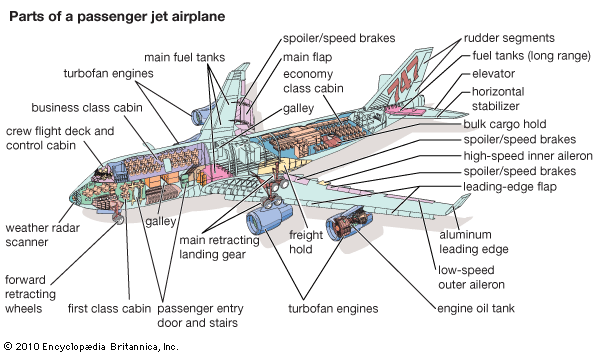 Parts of a passenger jet airplane
spoiler/speed brakes
rudder segments
main fuel tanks
main flap
fuel tanks (long range)
turbofan engines
economy
class cabin
elevator
747
business class cabin
galley
horizontal
stabilizer
crew flight deck and
control cabin
bulk cargo hold
spoiler/speed brakes
high-speed inner aileron
spoiler/speed brakes
leading-edge flap
weather radar
scanner
galley
main retracting
landing gear
freight
hold
aluminum
leading edge
forward
retracting
wheels
low-speed
outer aileron
first class cabin
passenger entry
door and stairs
turbofan engines
engine oil tank
© 2010 Encyclopædia Britannica, Inc.